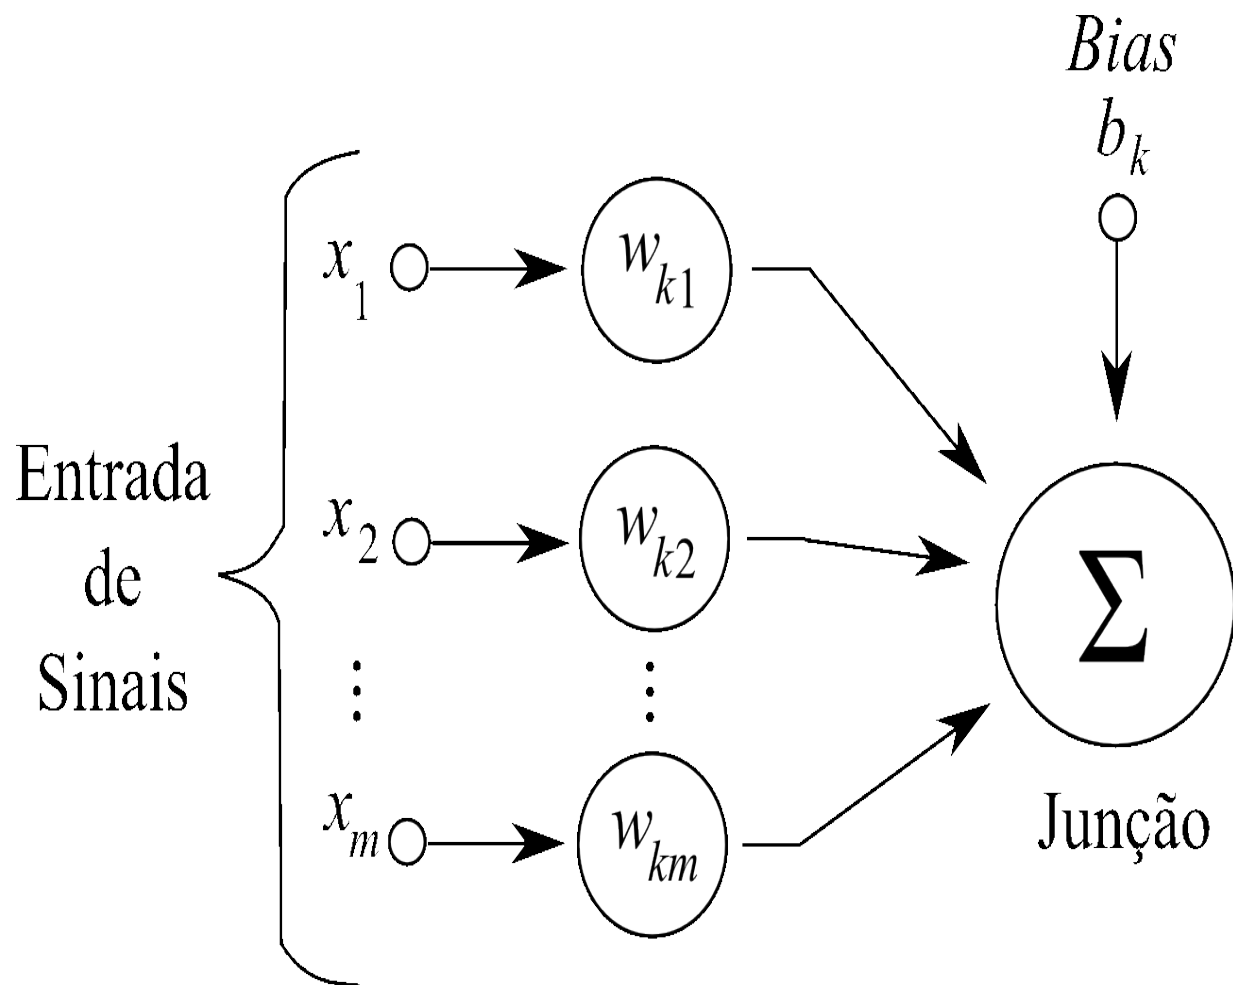 Bias
b_k
x_1
w_k1
Entrada
de
Sinais
x_2
w_k2
Σ
⋮
⋮
x_m
w_km
Junção